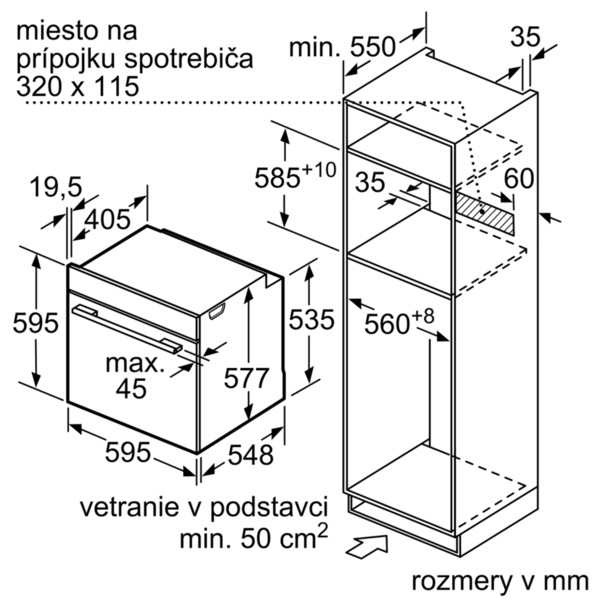 miesto na
prípojku spotrebiča
320 x 115
min. 550
35
585+10
35
60
19,5
405
595
535
560+8
max.
45
577
595
548
vetranie v podstavci
min. 50 cm²
rozmery v mm